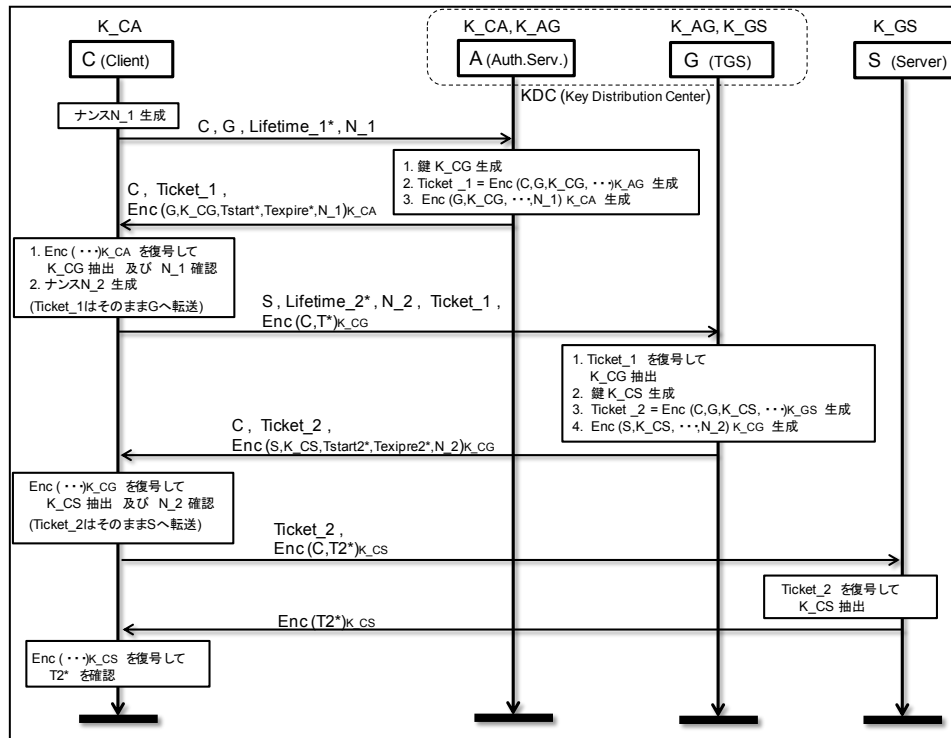 K_CA
K_CA, K_AG
K_AG, K_GS
K_GS
C (Client)
A (Auth.Serv.)
G (TGS)
S (Server)
KDC (Key Distribution Center)
ナンスN_1 生成
C , G , Lifetime_1* , N_1
1. 鍵 K_CG 生成
2. Ticket _1 = Enc (C,G,K_CG, ・・・)K_AG 生成
3. Enc (G,K_CG, ・・・,N_1) K_CA 生成
C , Ticket_1 ,
Enc (G,K_CG,Tstart*,Texpire*,N_1)K_CA
1. Enc ( ・・・)K_CA を復号して
K_CG 抽出 及び N_1 確認
2. ナンスN_2 生成
(Ticket_1はそのままGへ転送)
S , Lifetime_2* , N_2 , Ticket_1 ,
Enc (C,T*)K_CG
1. Ticket_1 を復号して
K_CG 抽出
2. 鍵 K_CS 生成
3. Ticket _2 = Enc (C,G,K_CS, ・・・)K_GS 生成
4. Enc (S,K_CS, ・・・,N_2) K_CG 生成
C , Ticket_2 ,
Enc (S,K_CS,Tstart2*,Texipre2*,N_2)K_CG
Enc ( ・・・)K_CG を復号して
K_CS 抽出 及び N_2 確認
(Ticket_2はそのままSへ転送)
Ticket_2 ,
Enc (C,T2*)K_CS
Ticket_2 を復号して
K_CS 抽出
Enc (T2*)K_CS
Enc ( ・・・)K_CS を復号して
T2* を確認